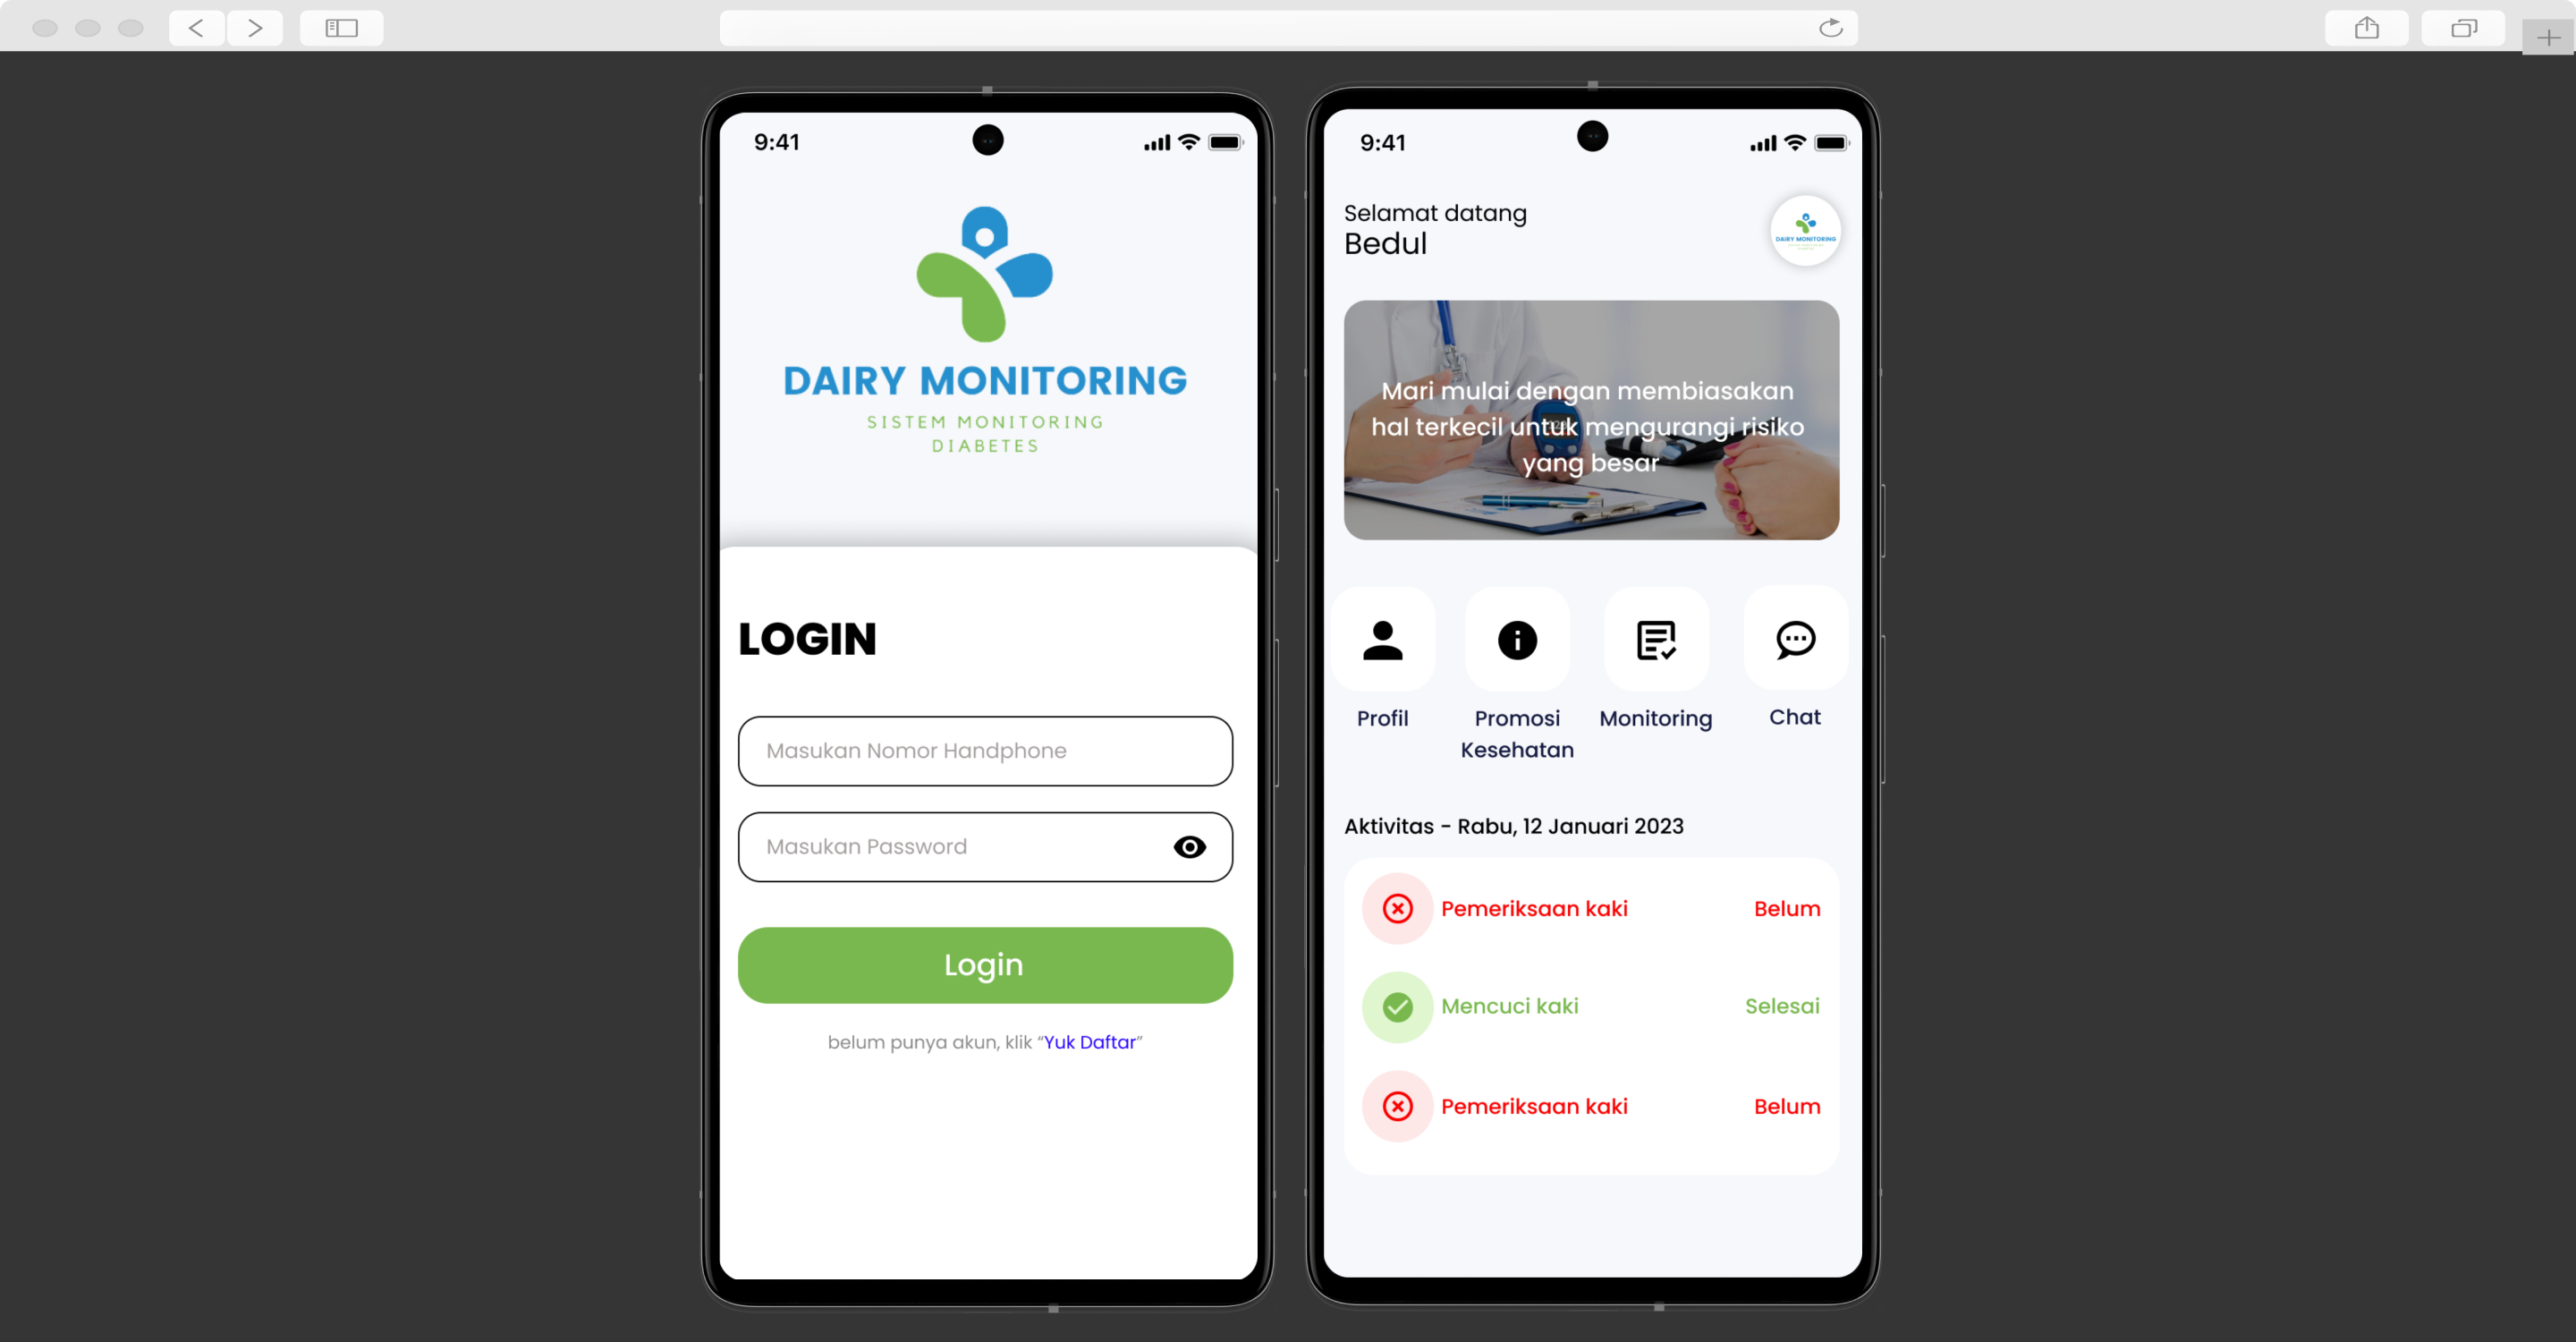 9:41
DAIRY MONITORING
SISTEM MONITORING
DIABETES
LOGIN
Masukan Nomor Handphone
Masukan Password
Login
belum punya akun, klik “Yuk Daftar”
9:41
Selamat datang
Bedul
DAIRY MONITORING
Mari mulai dengan membiasakan
hal terkecil untuk mengurangi risiko
yang besar
Profil
Promosi
Kesehatan
Monitoring
Chat
Aktivitas - Rabu, 12 Januari 2023
Pemeriksaan kaki
Belum
Mencuci kaki
Selesai
Pemeriksaan kaki
Belum